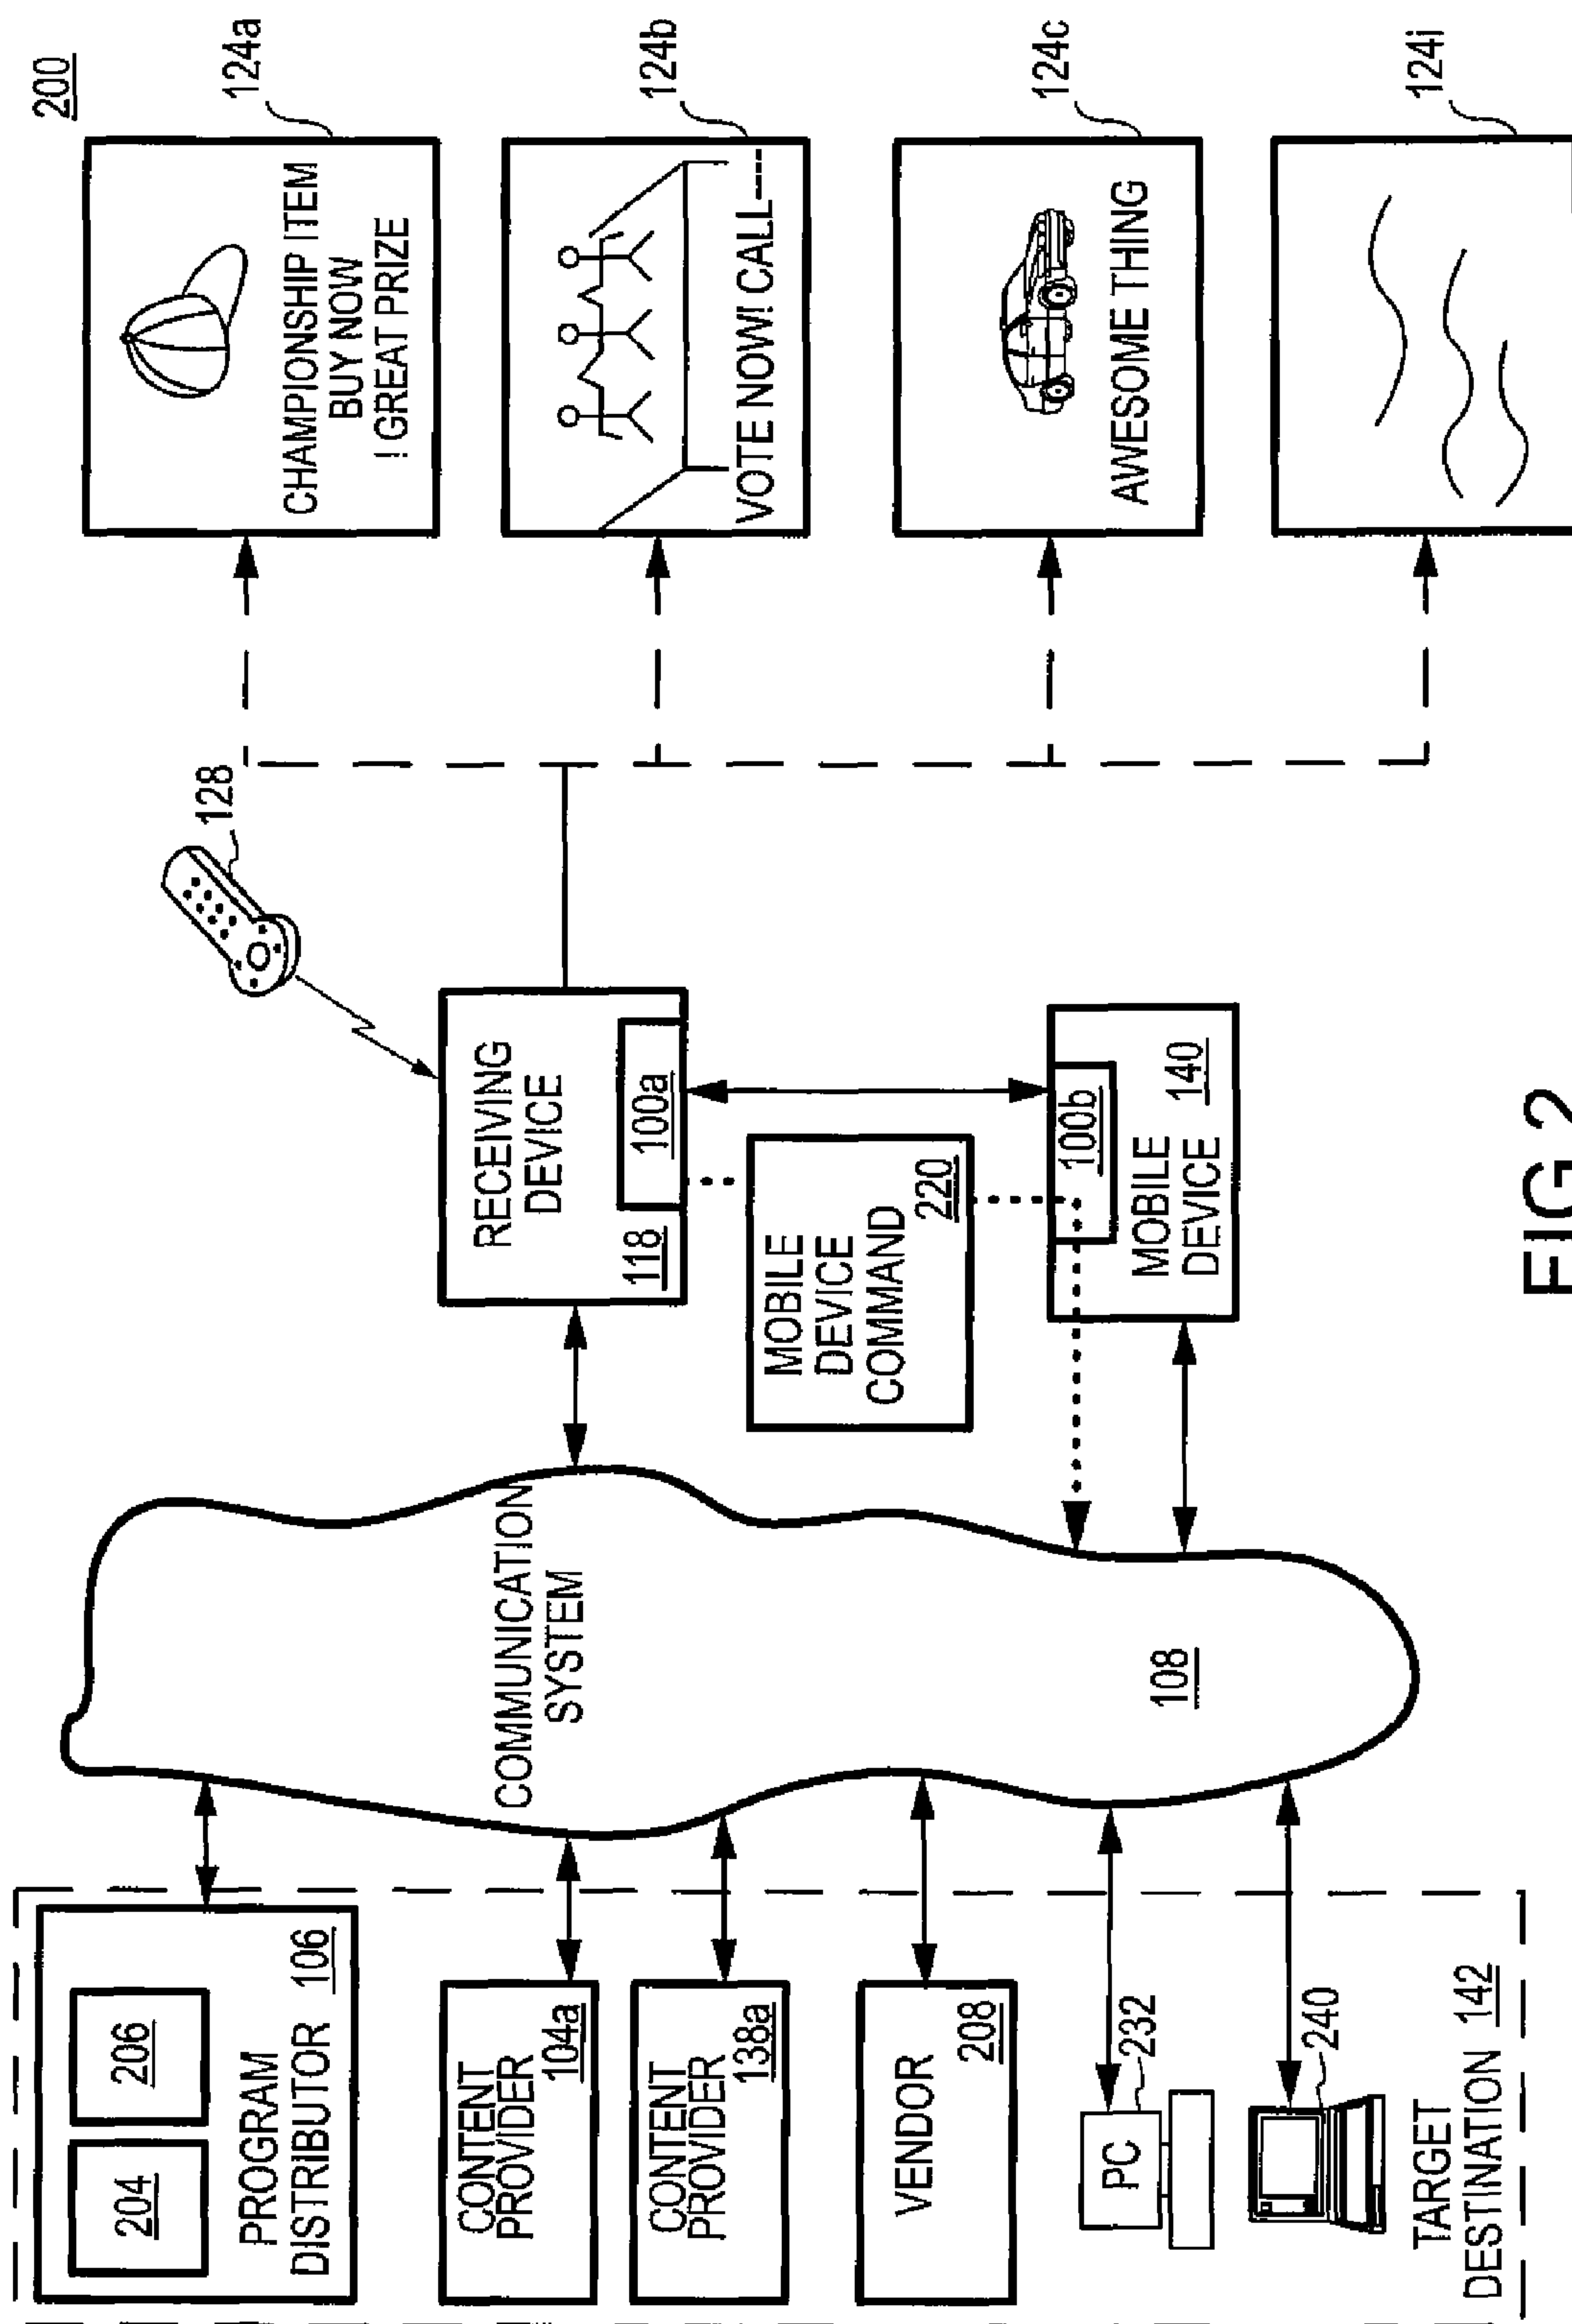 200
204
206
PROGRAM
DISTRIBUTOR 106
CONTENT
PROVIDER
104a
CONTENT
PROVIDER
138a
VENDOR
208
PC
232
240
TARGET
DESTINATION 142
COMMUNICATION
SYSTEM
108
128
RECEIVING
DEVICE
118
100a
MOBILE
DEVICE
COMMAND
220
100b
MOBILE
DEVICE
140
CHAMPIONSHIP ITEM
BUY NOW
! GREAT PRIZE
124a
VOTE NOW! CALL----
124b
AWESOME THING
124c
124i
FIG.2